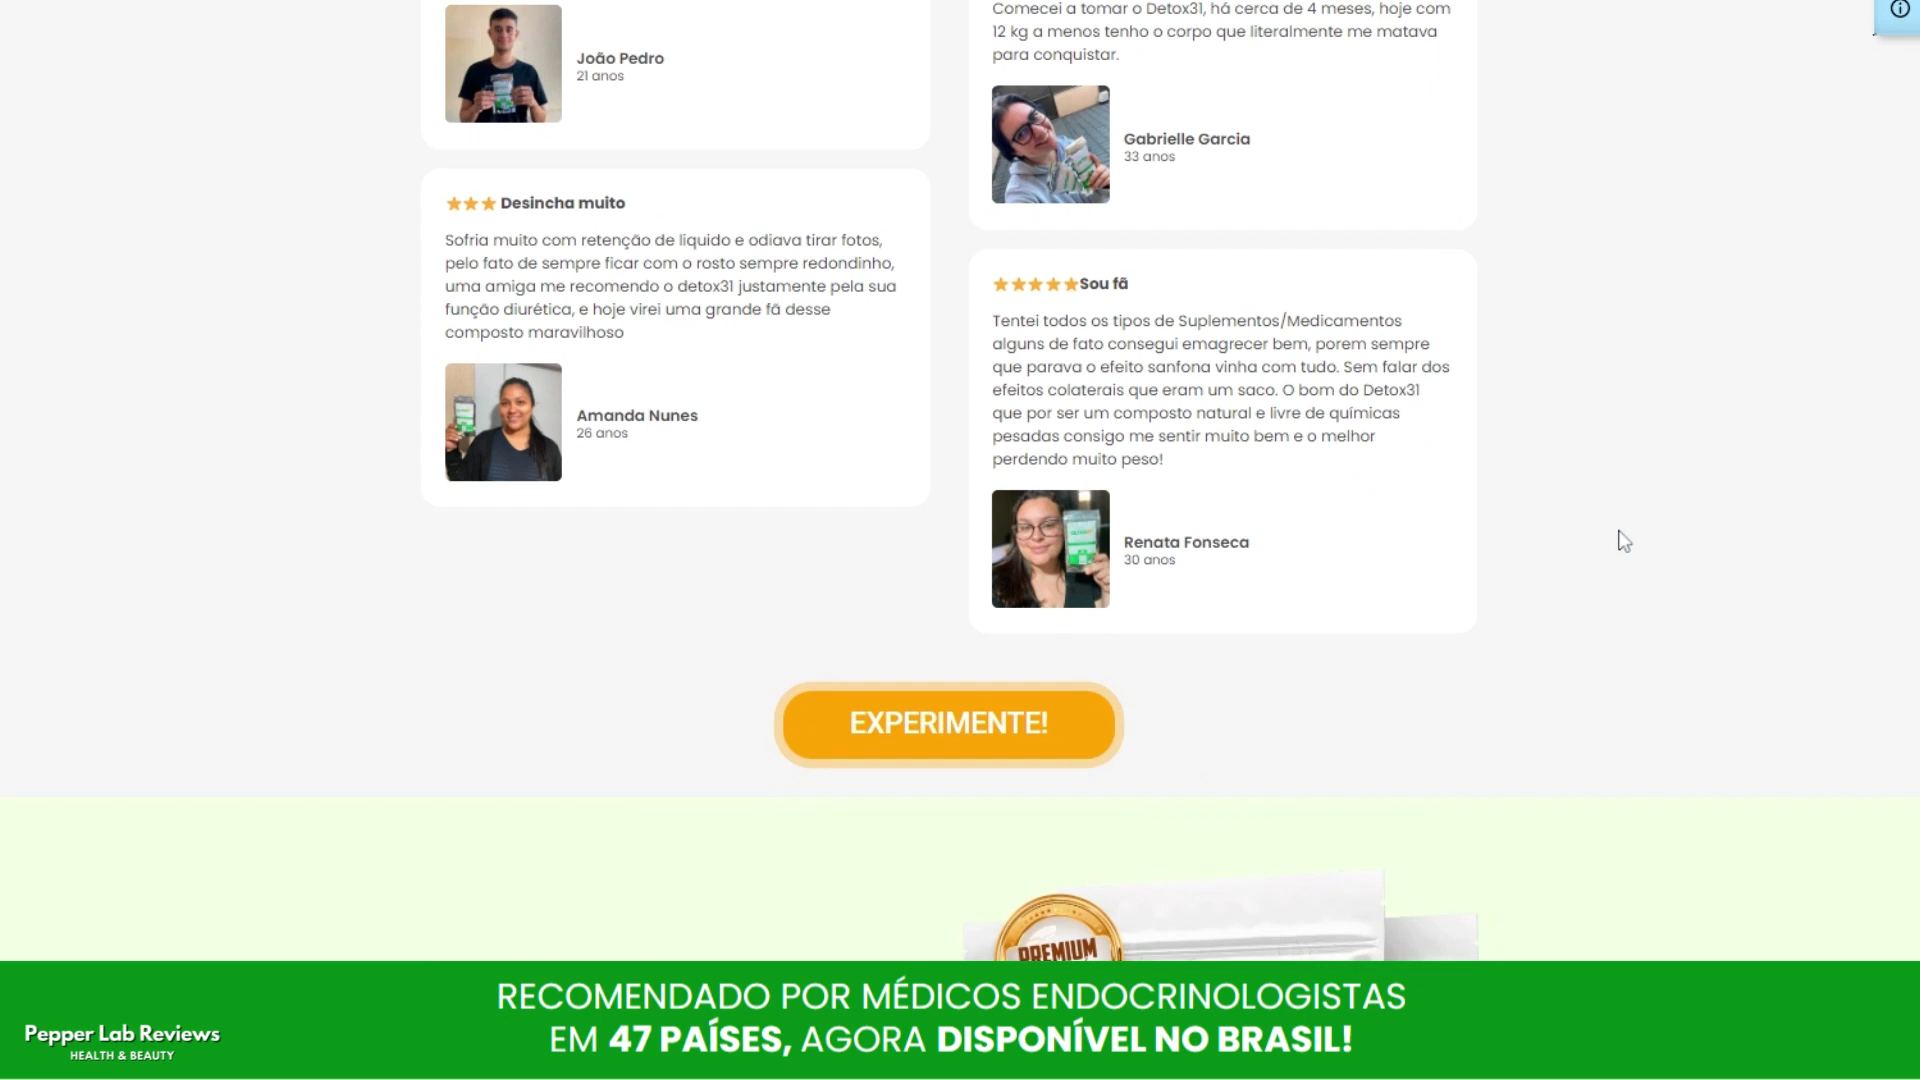 João Pedro
21 anos
★★★ Desincha muito
Sofria muito com retenção de liquido e odiava tirar fotos,
pelo fato de sempre ficar com o rosto sempre redondinho,
uma amiga me recomendo o detox31 justamente pela sua
função diurética, e hoje virei uma grande fã desse
composto maravilhoso
Amanda Nunes
26 anos
Comecei a tomar o Detox31, há cerca de 4 meses, hoje com
12 kg a menos tenho o corpo que literalmente me matava
para conquistar.
Gabrielle Garcia
33 anos
★★★★★Sou fã
Tentei todos os tipos de Suplementos/Medicamentos
alguns de fato consegui emagrecer bem, porem sempre
que parava o efeito sanfona vinha com tudo. Sem falar dos
efeitos colaterais que eram um saco. O bom do Detox31
que por ser um composto natural e livre de químicas
pesadas consigo me sentir muito bem e o melhor
perdendo muito peso!
Renata Fonseca
30 anos
EXPERIMENTE!
PREMIUM
RECOMENDADO POR MÉDICOS ENDOCRINOLOGISTAS
EM 47 PAÍSES, AGORA DISPONÍVEL NO BRASIL!
Pepper Lab Reviews
HEALTH & BEAUTY